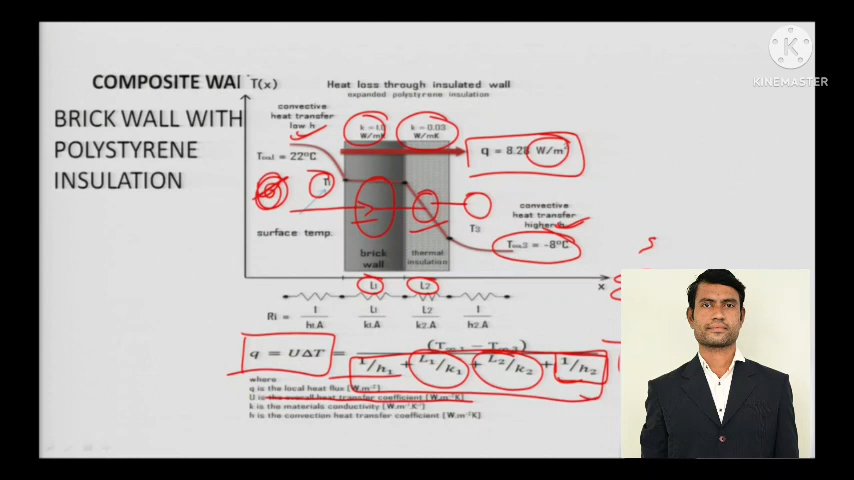 KINEMASTER
COMPOSITE WAL
T(x)
BRICK WALL WITH
POLYSTYRENE
INSULATION
Heat loss through insulated wall
expanded polystyrene insulation
convective
heat transfer
low h
k = 1.0
W/mK
k = 0.03
W/mK
q = 8.28 W/m²
T∞,1 = 22°C
T1
surface temp.
convective
heat transfer
higher h
T3
T∞,3 = -8°C
brick
wall
thermal
insulation
x
L1
L2
Ri = 1/h1.A L1/k1.A L2/k2.A 1/h2.A
q = UΔT = (T∞,1 − T∞,3) / 1/h₁ + L₁/k₁ + L₂/k₂ + 1/h₂
where
q is the local heat flux [W.m⁻²]
U is the overall heat transfer coefficient [W.m⁻²K]
k is the materials conductivity [W.m⁻¹.K⁻¹]
h is the convection heat transfer coefficient [W.m⁻²K]